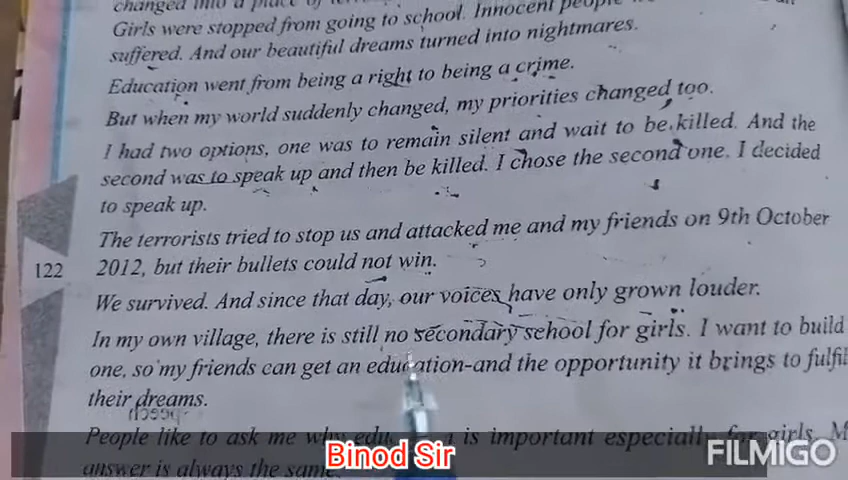 changed into a place of
Girls were stopped from going to school. Innocent people
suffered. And our beautiful dreams turned into nightmares.
Education went from being a right to being a crime.
But when my world suddenly changed, my priorities changed too.
I had two options, one was to remain silent and wait to be killed. And the
second was to speak up and then be killed. I chose the second one. I decided
to speak up.
The terrorists tried to stop us and attacked me and my friends on 9th October
122
2012, but their bullets could not win.
We survived. And since that day, our voices have only grown louder.
In my own village, there is still no secondary school for girls. I want to build
one, so my friends can get an education-and the opportunity it brings to fulfil
their dreams.
People like to ask me why is important especially for girls. M
answer is always the same.
Binod Sir
FILMIGO